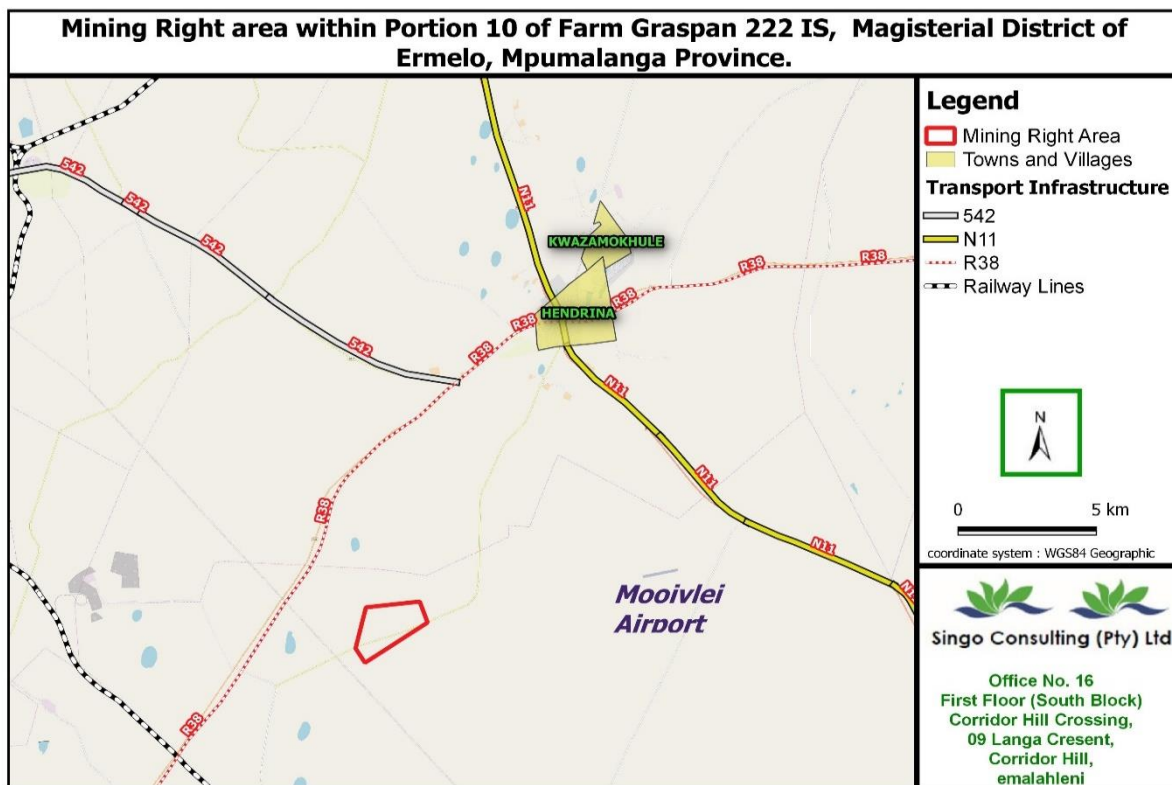 Mining Right area within Portion 10 of Farm Graspan 222 IS, Magisterial District of
Ermelo, Mpumalanga Province.
542
542
542
542
N11
KWAZAMOKHULE
R38
R38
R38
HENDRINA
R38
R38
R38
N11
N11
N11
R38
R38
Mooivlei
Airport
Legend
Mining Right Area
Towns and Villages
Transport Infrastructure
542
N11
R38
Railway Lines
N
0 5 km
coordinate system : WGS84 Geographic
Singo Consulting (Py) Ltd
Office No. 16
First Floor (South Block)
Corridor Hill Crossing,
09 Langa Cresent,
Corridor Hill,
emalahleni